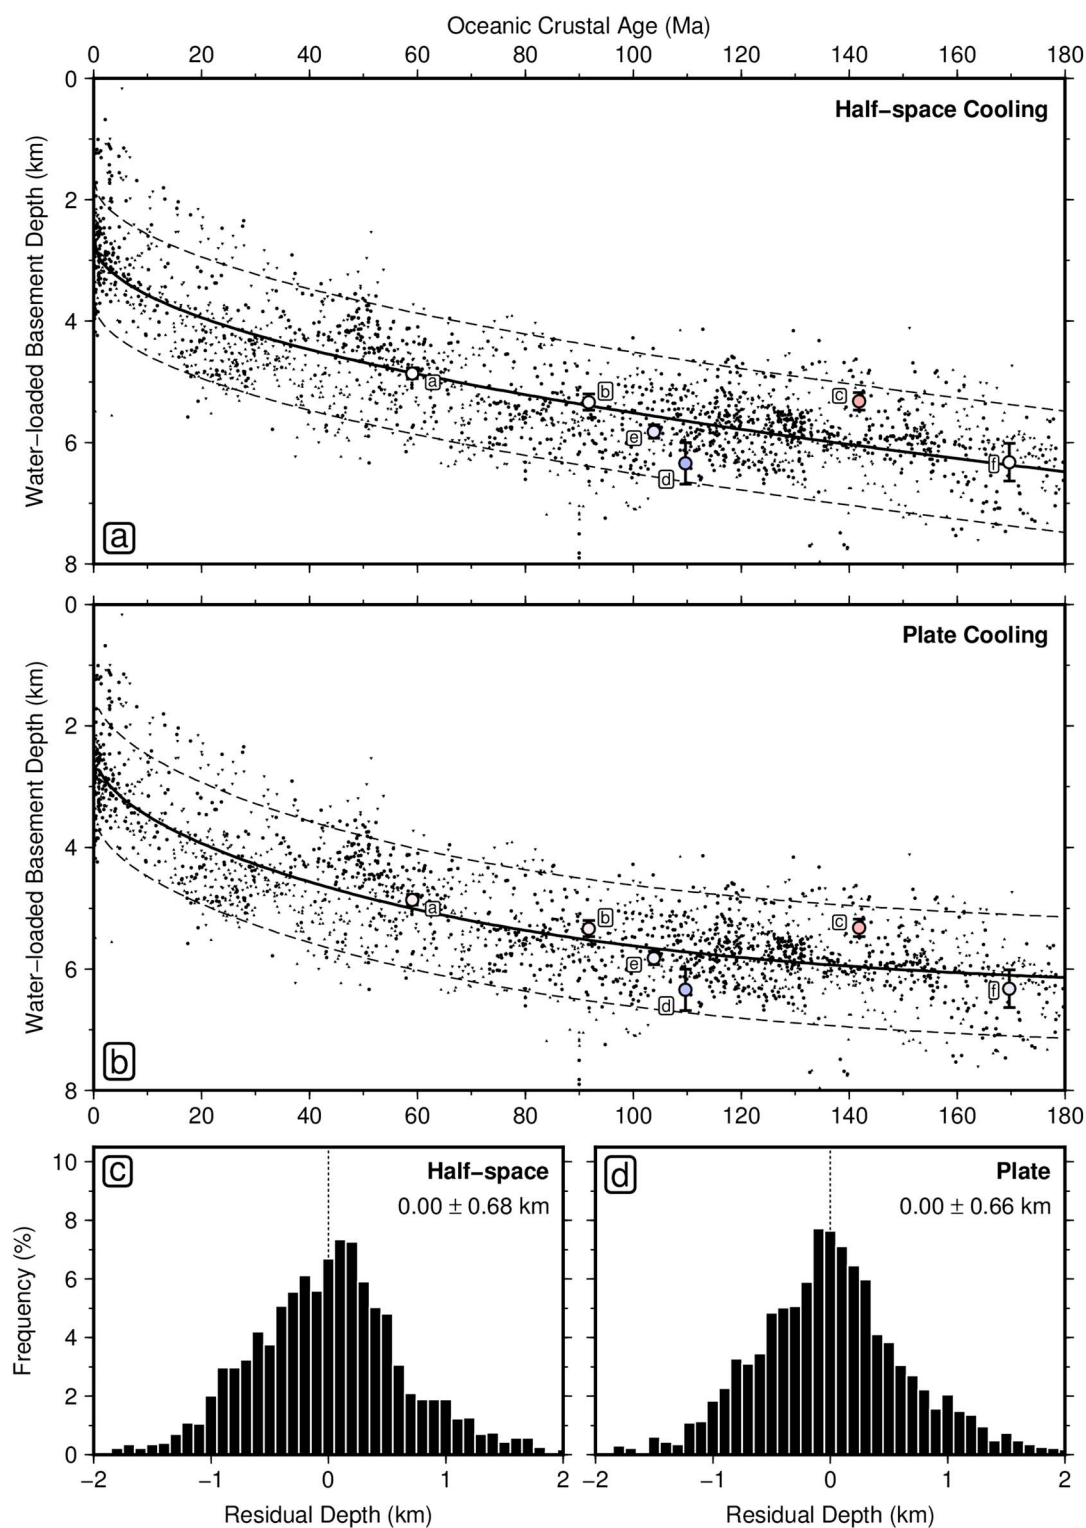 Oceanic Crustal Age (Ma)
0 20 40 60 80 100 120 140 160 180
Half−space Cooling
Water−loaded Basement Depth (km)
0
2
4
6
8
a
b
c
d
e
f
a
Plate Cooling
Water−loaded Basement Depth (km)
0
2
4
6
8
a
b
c
d
e
f
b
0 20 40 60 80 100 120 140 160 180
c
Half−space
0.00 ± 0.68 km
Frequency (%)
10
8
6
4
2
0
−2 −1 0 1 2
Residual Depth (km)
d
Plate
0.00 ± 0.66 km
−2 −1 0 1 2
Residual Depth (km)